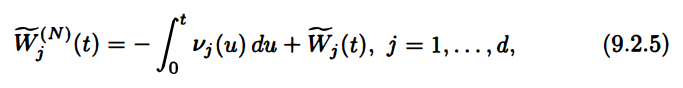 W̃_j^{(N)}(t) = − ∫_0^t ν_j(u) du + W̃_j(t), j = 1, . . . , d, (9.2.5)